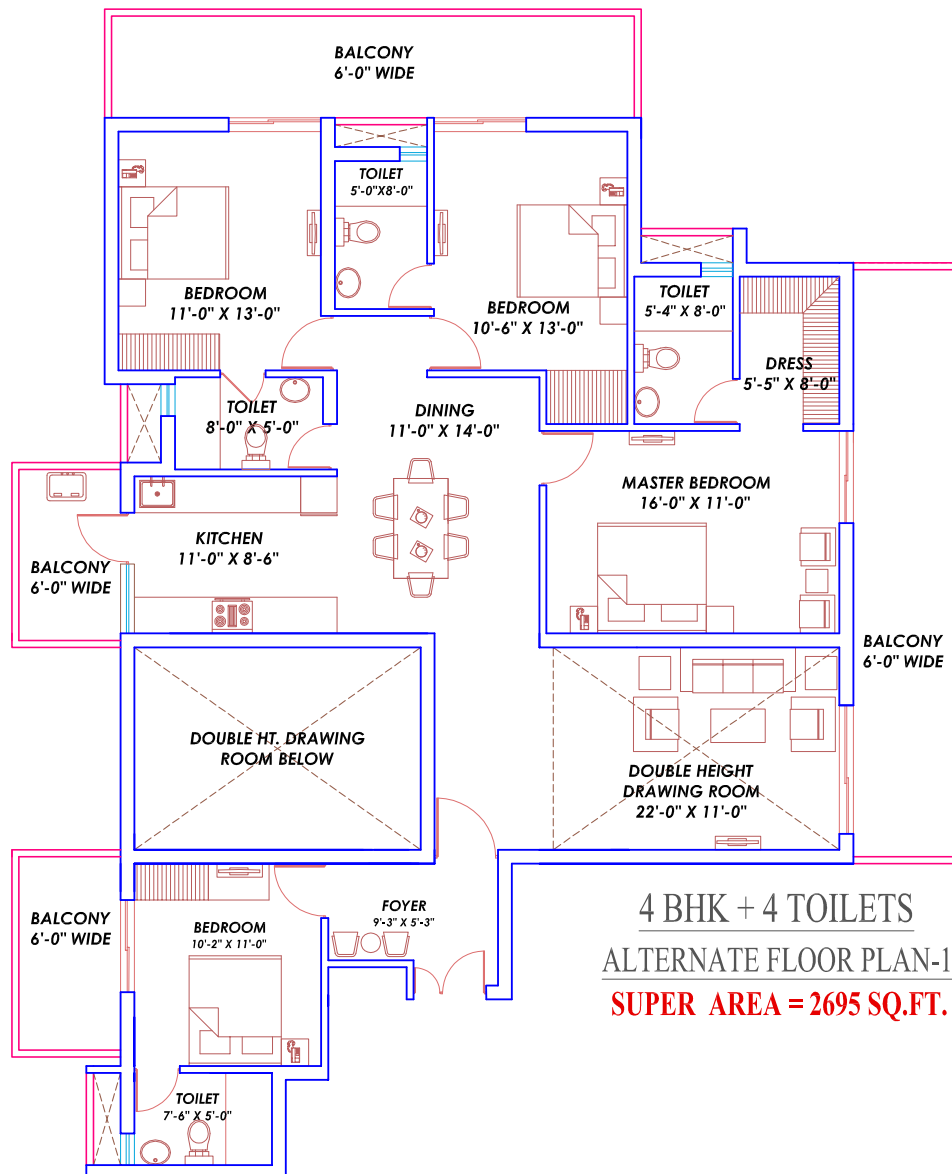 BALCONY
6'-0" WIDE
TOILET
5'-0"X8'-0"
BEDROOM
11'-0" X 13'-0"
BEDROOM
10'-6" X 13'-0"
TOILET
5'-4" X 8'-0"
DRESS
5'-5" X 8'-0"
TOILET
8'-0" X 5'-0"
DINING
11'-0" X 14'-0"
MASTER BEDROOM
16'-0" X 11'-0"
KITCHEN
11'-0" X 8'-6"
BALCONY
6'-0" WIDE
BALCONY
6'-0" WIDE
DOUBLE HT. DRAWING
ROOM BELOW
DOUBLE HEIGHT
DRAWING ROOM
22'-0" X 11'-0"
BALCONY
6'-0" WIDE
BEDROOM
10'-2" X 11'-0"
FOYER
9'-3" X 5'-3"
4 BHK + 4 TOILETS
ALTERNATE FLOOR PLAN-1
SUPER AREA = 2695 SQ.FT.
TOILET
7'-6" X 5'-0"